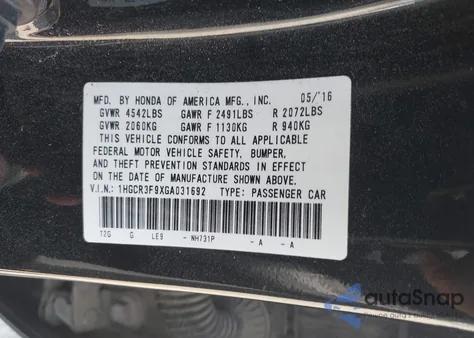 MFD. BY HONDA OF AMERICA MFG., INC. 05/'16
GVWR 4542LBS GAWR F 2491LBS R 2072LBS
GVWR 2060KG GAWR F 1130KG R 940KG
THIS VEHICLE CONFORMS TO ALL APPLICABLE
FEDERAL MOTOR VEHICLE SAFETY, BUMPER,
AND THEFT PREVENTION STANDARDS IN EFFECT
ON THE DATE OF MANUFACTURE SHOWN ABOVE.
V.I.N.: 1HGCR3F9XGA031692 TYPE: PASSENGER CAR
T2G G LE9 - NH731P - A - A
autoSnap